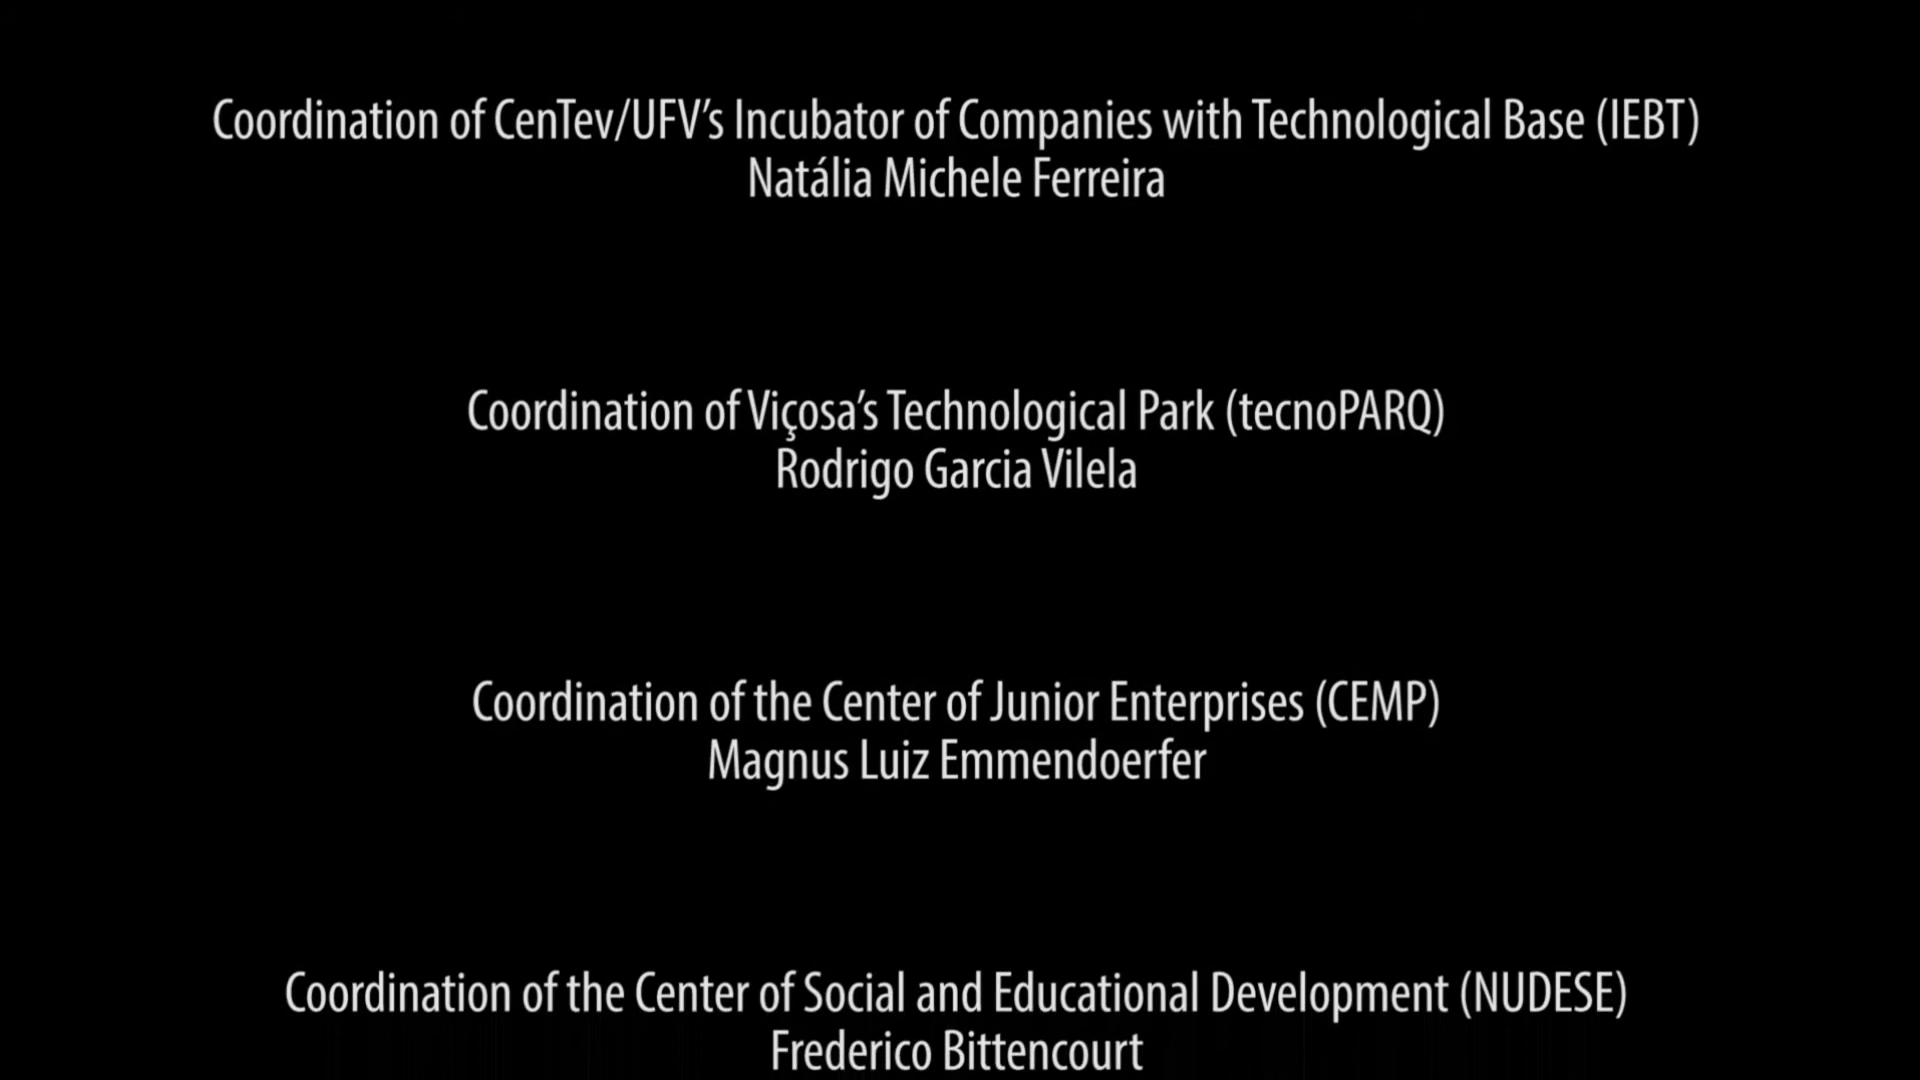 Coordination of CenTev/UFV’s Incubator of Companies with Technological Base (IEBT)
Natália Michele Ferreira
Coordination of Viçosa’s Technological Park (tecnoPARQ)
Rodrigo Garcia Vilela
Coordination of the Center of Junior Enterprises (CEMP)
Magnus Luiz Emmendoerfer
Coordination of the Center of Social and Educational Development (NUDESE)
Frederico Bittencourt